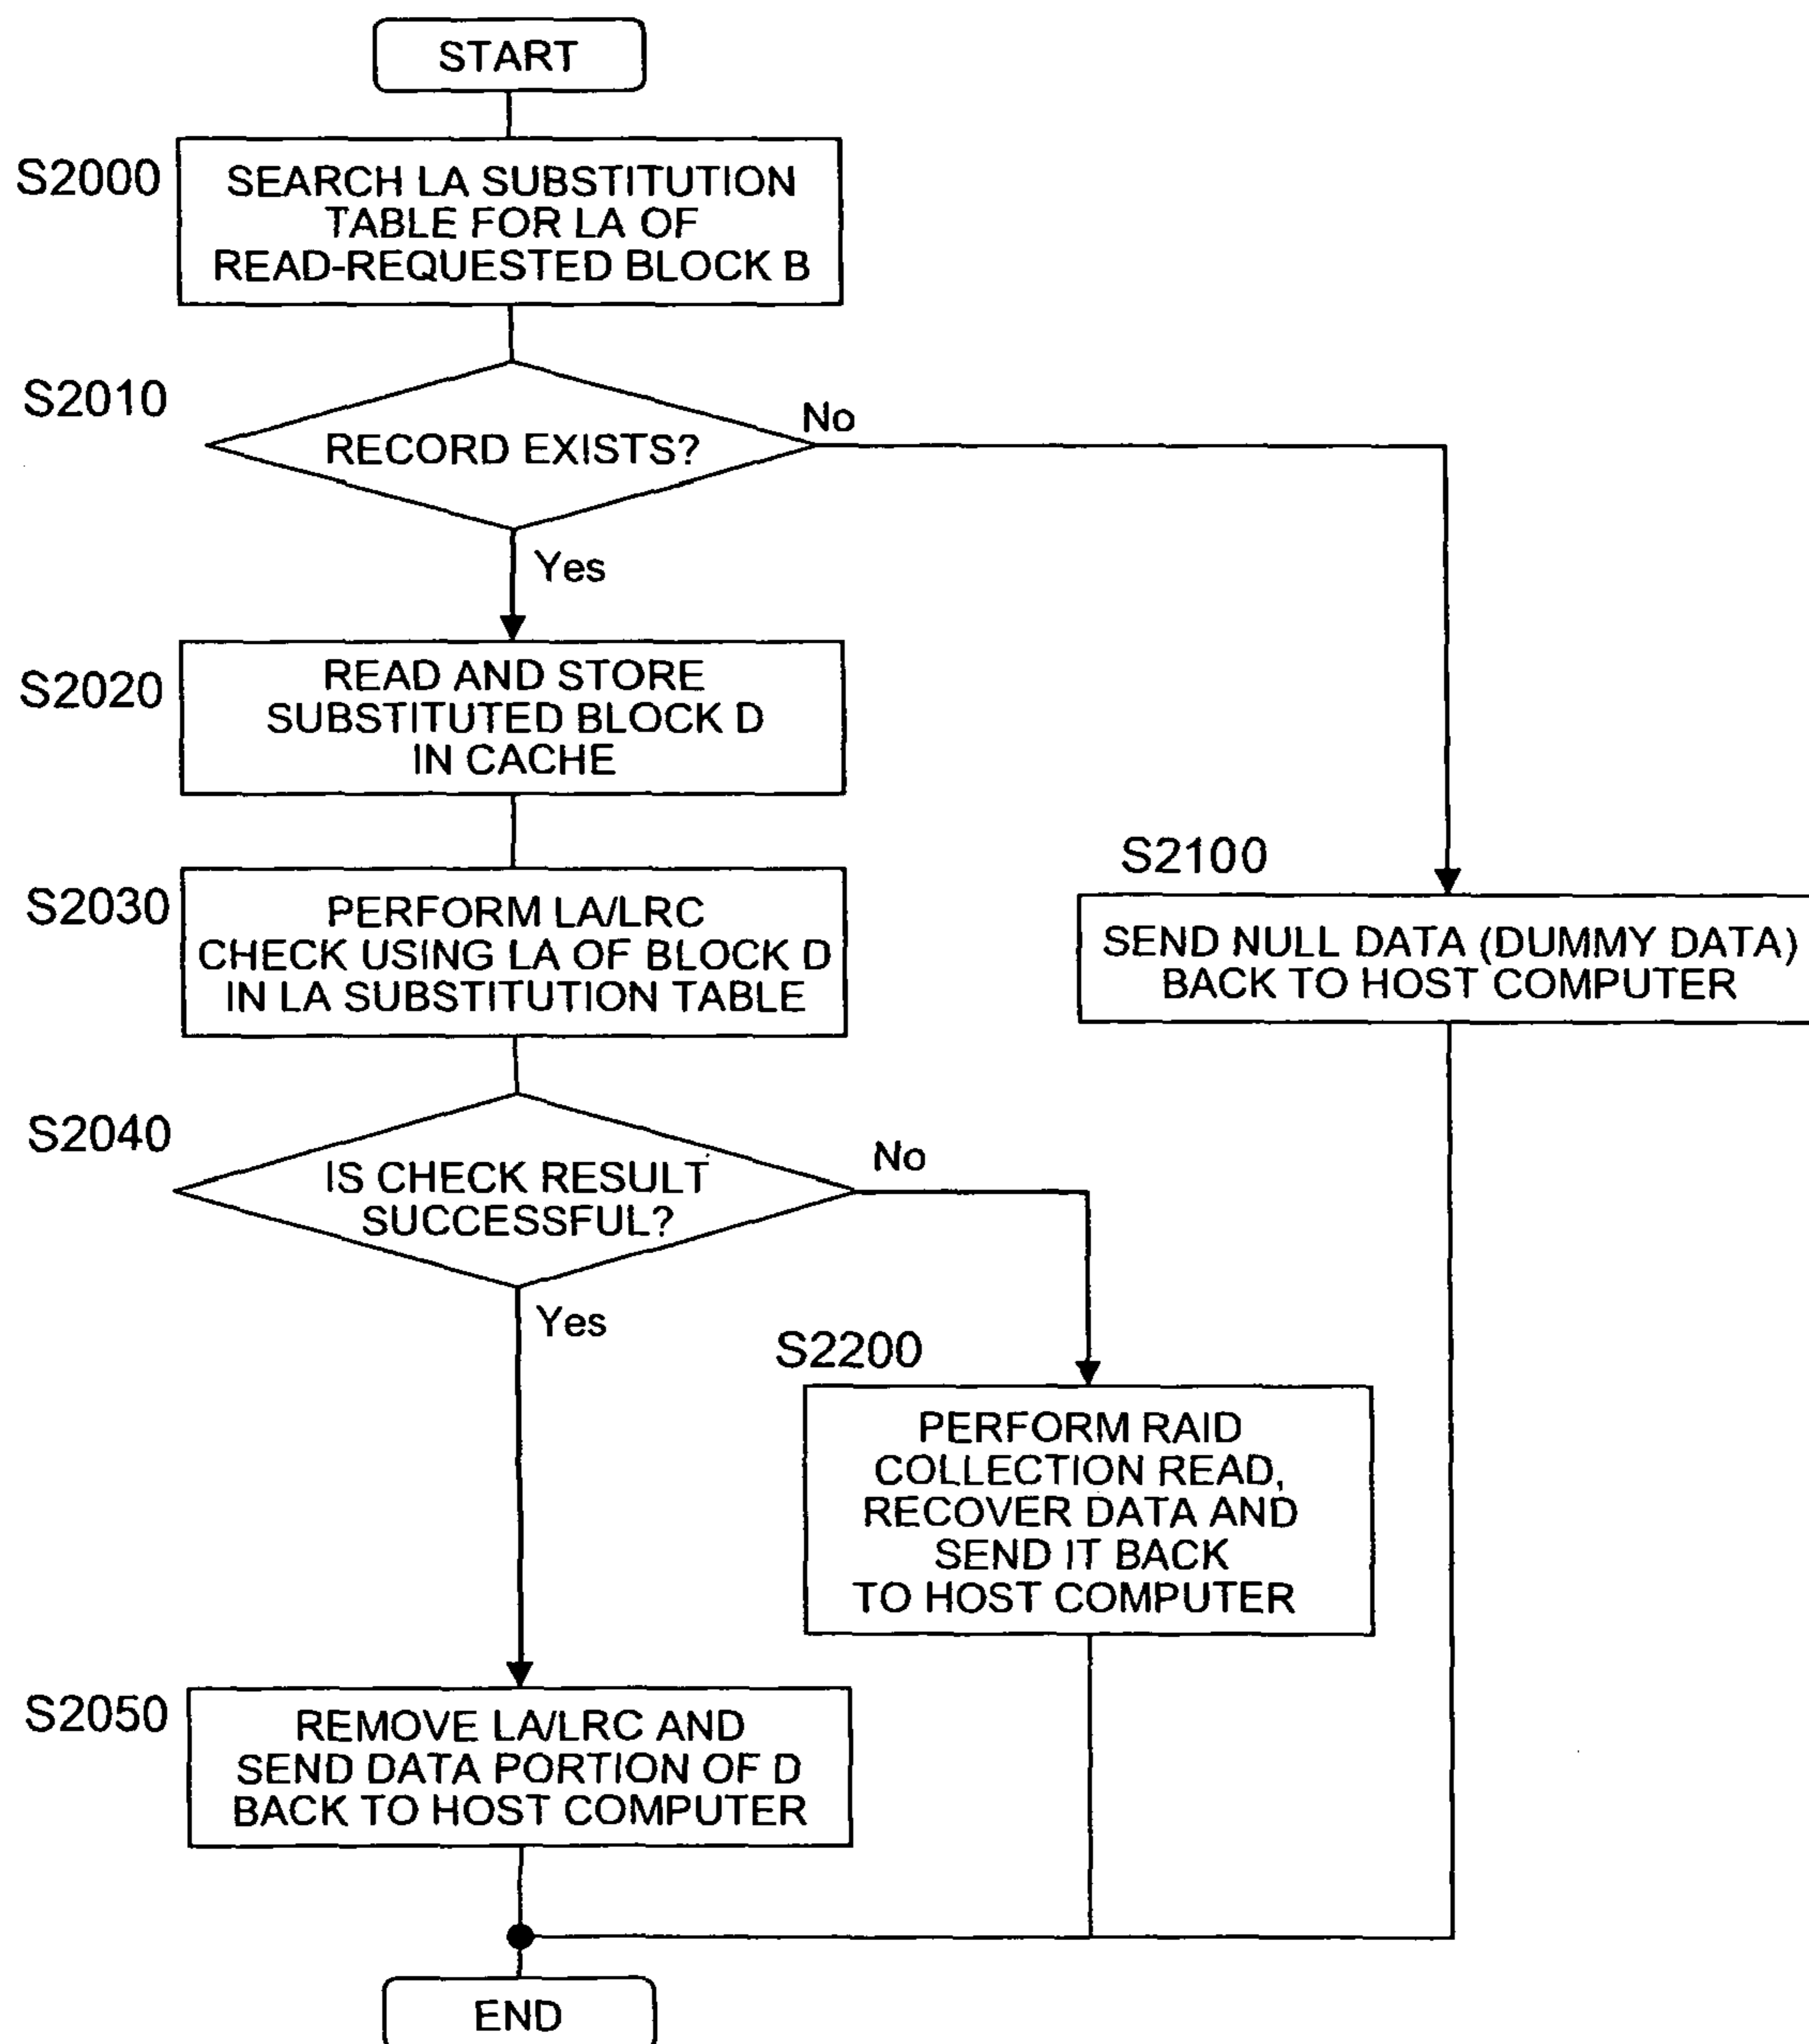 START
S2000
SEARCH LA SUBSTITUTION
TABLE FOR LA OF
READ-REQUESTED BLOCK B
S2010
RECORD EXISTS?
No
Yes
S2020
READ AND STORE
SUBSTITUTED BLOCK D
IN CACHE
S2030
PERFORM LA/LRC
CHECK USING LA OF BLOCK D
IN LA SUBSTITUTION TABLE
S2100
SEND NULL DATA (DUMMY DATA)
BACK TO HOST COMPUTER
S2040
IS CHECK RESULT
SUCCESSFUL?
No
Yes
S2200
PERFORM RAID
COLLECTION READ,
RECOVER DATA AND
SEND IT BACK
TO HOST COMPUTER
S2050
REMOVE LA/LRC AND
SEND DATA PORTION OF D
BACK TO HOST COMPUTER
END